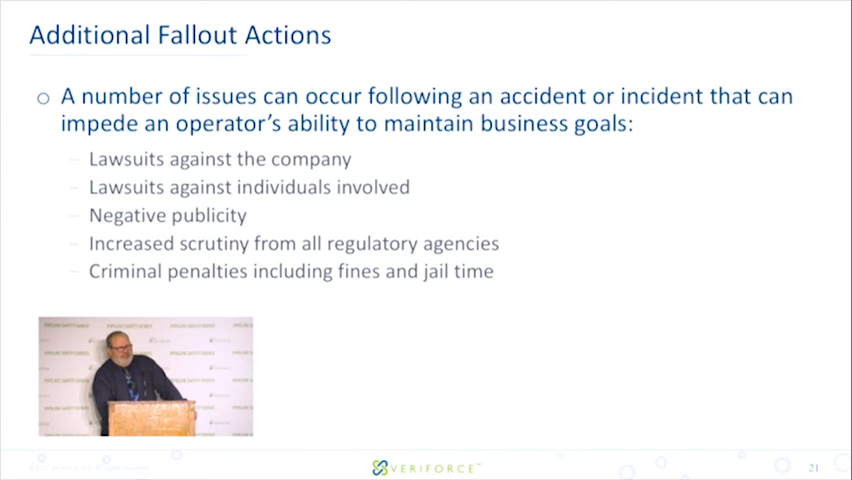 Additional Fallout Actions
A number of issues can occur following an accident or incident that can
impede an operator's ability to maintain business goals:
– Lawsuits against the company
– Lawsuits against individuals involved
– Negative publicity
– Increased scrutiny from all regulatory agencies
– Criminal penalties including fines and jail time
VERIFORCE™
21